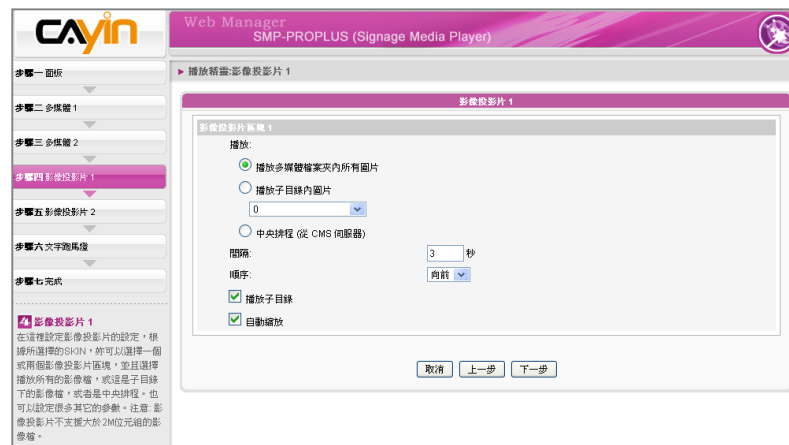 CAYIN
Web Manager
SMP-PROPLUS (Signage Media Player)
步驟一 面板
步驟二 多媒體 1
步驟三 多媒體 2
步驟四 影像投影片 1
步驟五 影像投影片 2
步驟六 文字跑馬燈
步驟七 完成
4 影像投影片 1
在這裡設定影像投影片的設定，根
據所選擇的SKIN，妳可以選擇一個
或兩個影像投影片區塊，並且選擇
播放所有的影像檔，或這是子目錄
下的影像檔，或者是中央排程。也
可以設定很多其它的參數。注意: 影
像投影片不支援大於2M位元組的影
像檔。
播放精靈:影像投影片 1
影像投影片 1
影像投影片區塊 1
播放:
播放多媒體檔案夾內所有圖片
播放子目錄內圖片
0
中央排程 (從 CMS 伺服器)
間隔: 3 秒
順序: 向前
播放子目錄
自動縮放
取消 上一步 下一步